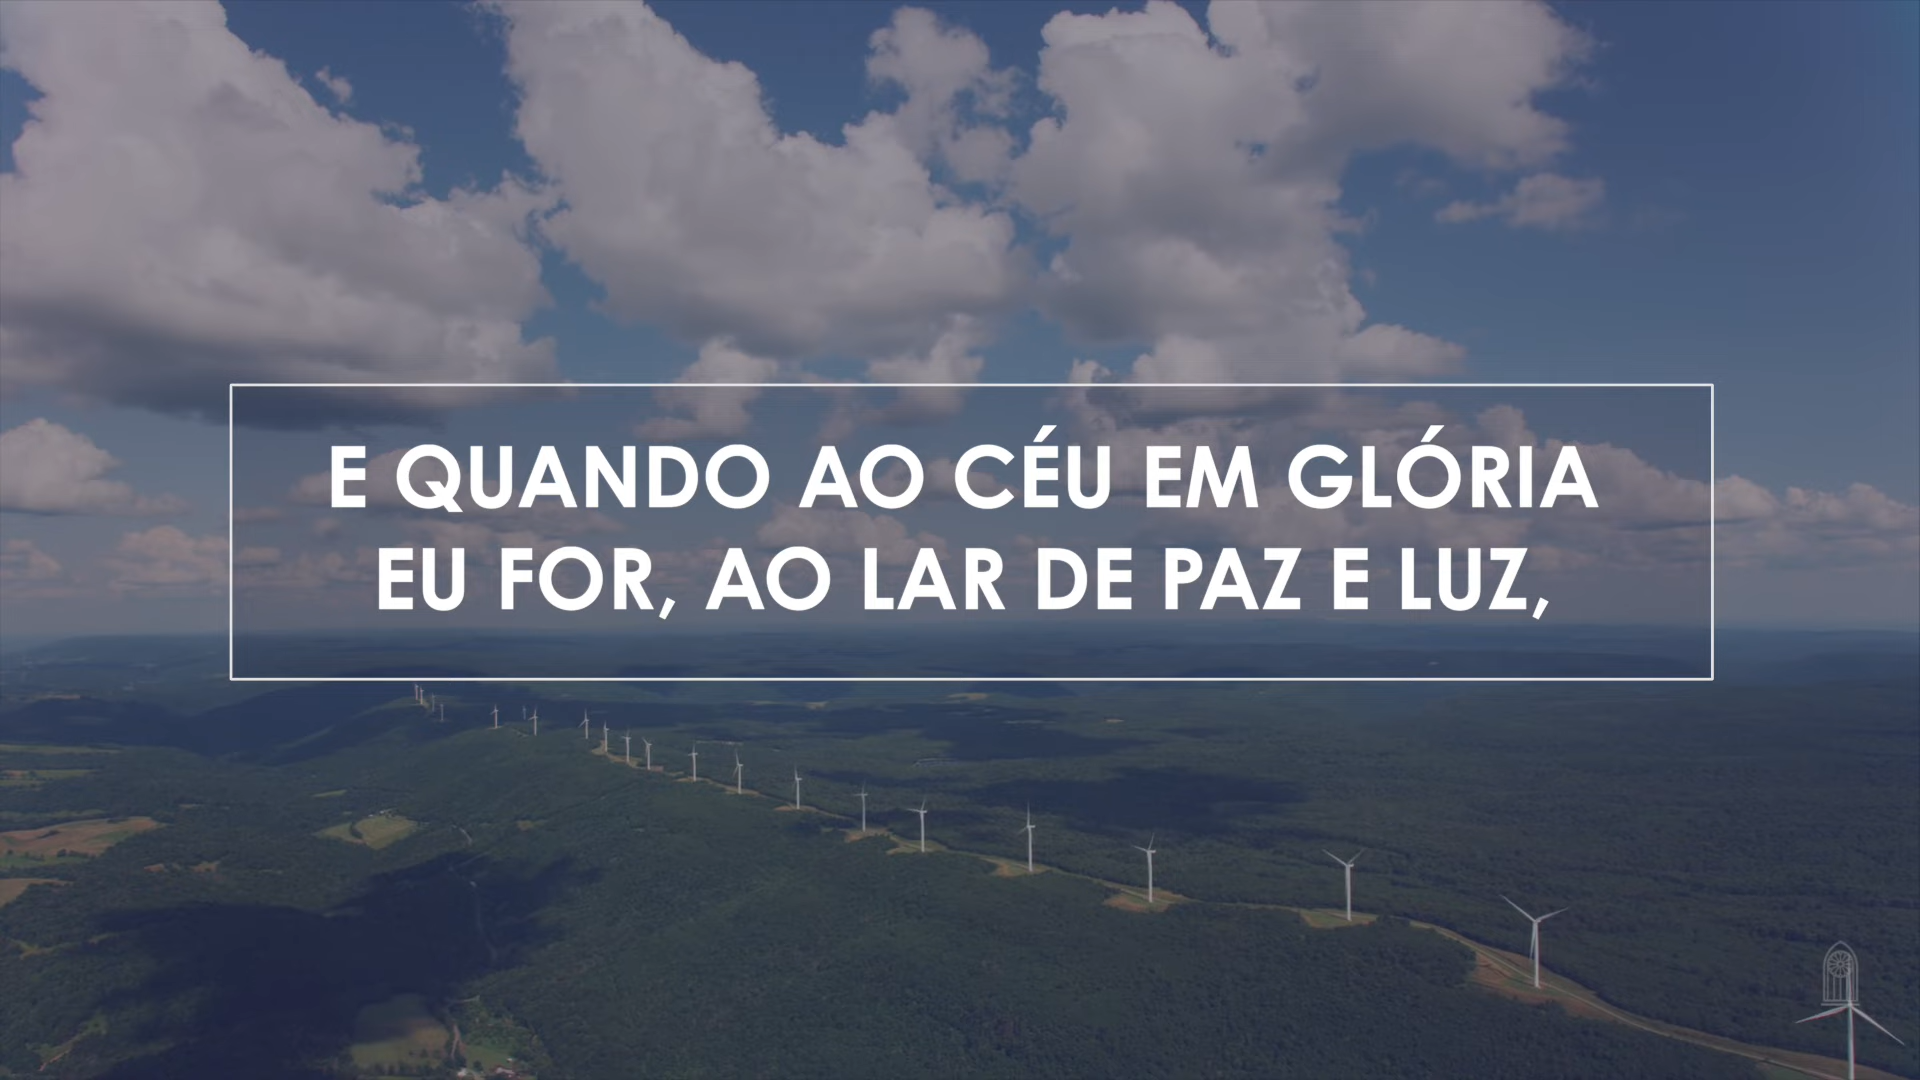 E QUANDO AO CÉU EM GLÓRIA
EU FOR, AO LAR DE PAZ E LUZ,